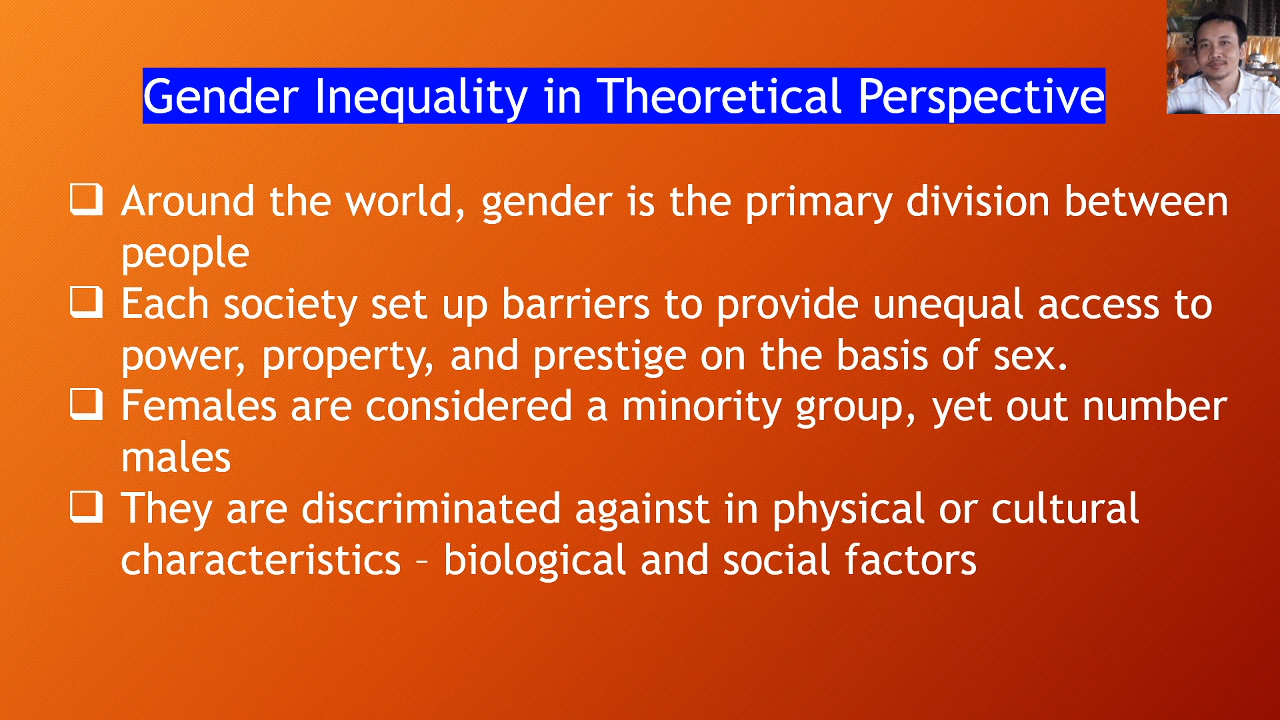 Gender Inequality in Theoretical Perspective
Around the world, gender is the primary division between
people
Each society set up barriers to provide unequal access to
power, property, and prestige on the basis of sex.
Females are considered a minority group, yet out number
males
They are discriminated against in physical or cultural
characteristics – biological and social factors